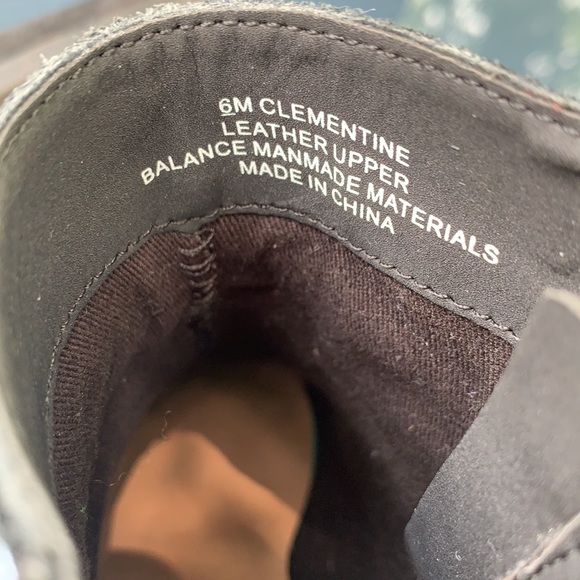 6M CLEMENTINE
LEATHER UPPER
BALANCE MANMADE MATERIALS
MADE IN CHINA